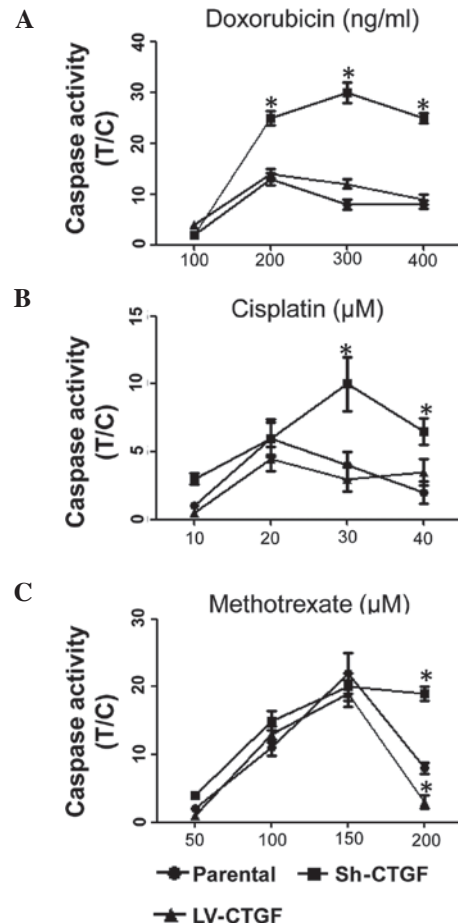 A
Doxorubicin (ng/ml)
Caspase activity
(T/C)
40
30
20
10
0
*
*
*
100 200 300 400
B
Cisplatin (µM)
Caspase activity
(T/C)
15
10
5
0
*
*
10 20 30 40
C
Methotrexate (µM)
Caspase activity
(T/C)
30
20
10
0
*
*
50 100 150 200
Parental Sh-CTGF
LV-CTGF